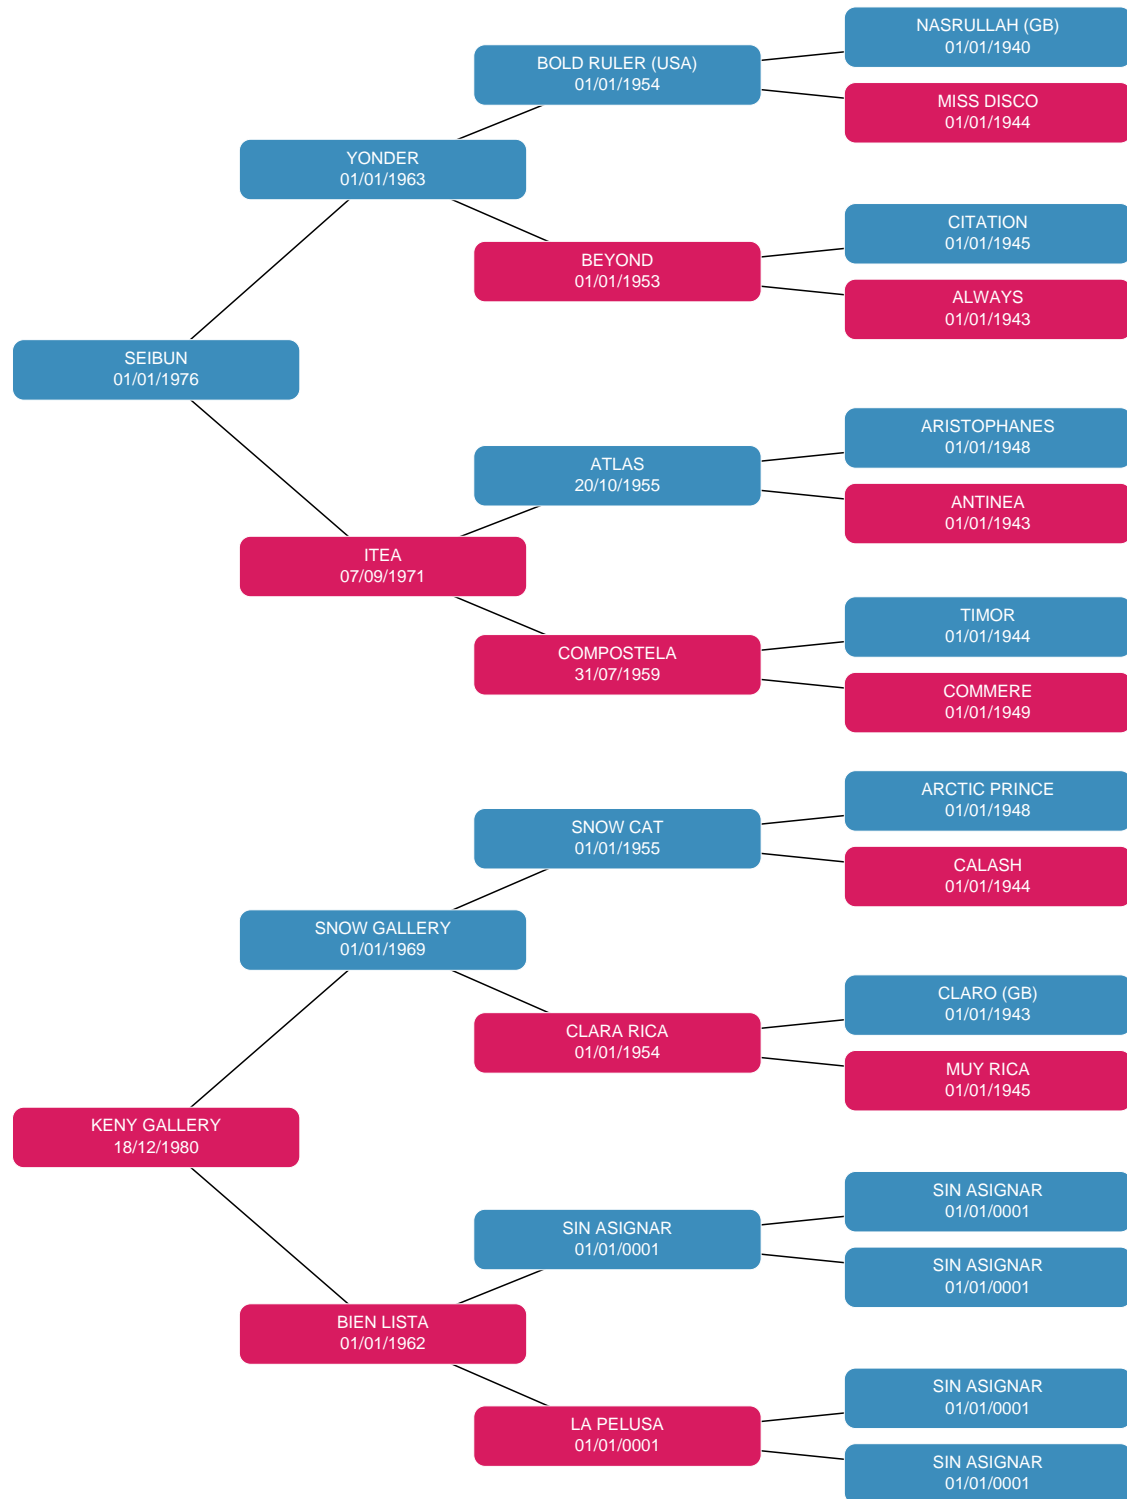 NASRULLAH (GB)
01/01/1940
BOLD RULER (USA)
01/01/1954
MISS DISCO
01/01/1944
YONDER
01/01/1963
CITATION
01/01/1945
BEYOND
01/01/1953
ALWAYS
01/01/1943
SEIBUN
01/01/1976
ARISTOPHANES
01/01/1948
ATLAS
20/10/1955
ANTINEA
01/01/1943
ITEA
07/09/1971
TIMOR
01/01/1944
COMPOSTELA
31/07/1959
COMMERE
01/01/1949
ARCTIC PRINCE
01/01/1948
SNOW CAT
01/01/1955
CALASH
01/01/1944
SNOW GALLERY
01/01/1969
CLARO (GB)
01/01/1943
CLARA RICA
01/01/1954
MUY RICA
01/01/1945
KENY GALLERY
18/12/1980
SIN ASIGNAR
01/01/0001
SIN ASIGNAR
01/01/0001
SIN ASIGNAR
01/01/0001
BIEN LISTA
01/01/1962
SIN ASIGNAR
01/01/0001
LA PELUSA
01/01/0001
SIN ASIGNAR
01/01/0001